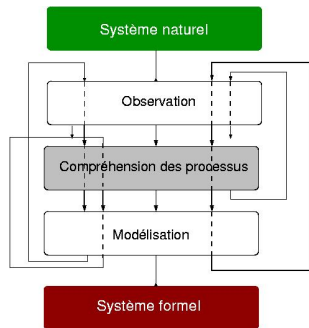 Système naturel
Observation
Compréhension des processus
Modélisation
Système formel